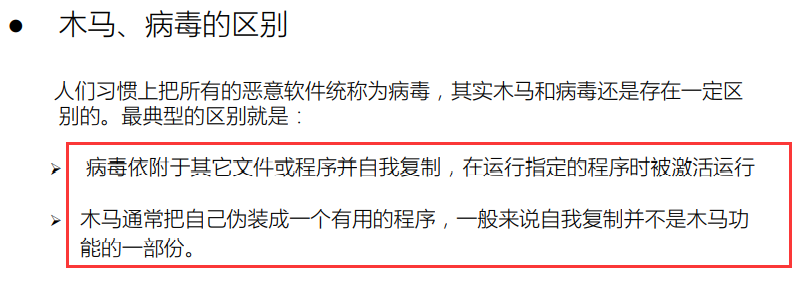 ● 木马、病毒的区别
人们习惯上把所有的恶意软件统称为病毒，其实木马和病毒还是存在一定区
别的。最典型的区别就是：
➢ 病毒依附于其它文件或程序并自我复制，在运行指定的程序时被激活运行
➢ 木马通常把自己伪装成一个有用的程序，一般来说自我复制并不是木马功
能的一部份。